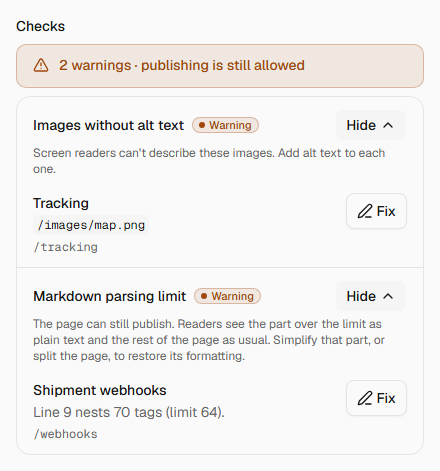 Checks
2 warnings · publishing is still allowed
Images without alt text
Warning
Hide
Screen readers can't describe these images. Add alt text to each
one.
Tracking
/images/map.png
/tracking
Fix
Markdown parsing limit
Warning
Hide
The page can still publish. Readers see the part over the limit as
plain text and the rest of the page as usual. Simplify that part, or
split the page, to restore its formatting.
Shipment webhooks
Line 9 nests 70 tags (limit 64).
/webhooks
Fix